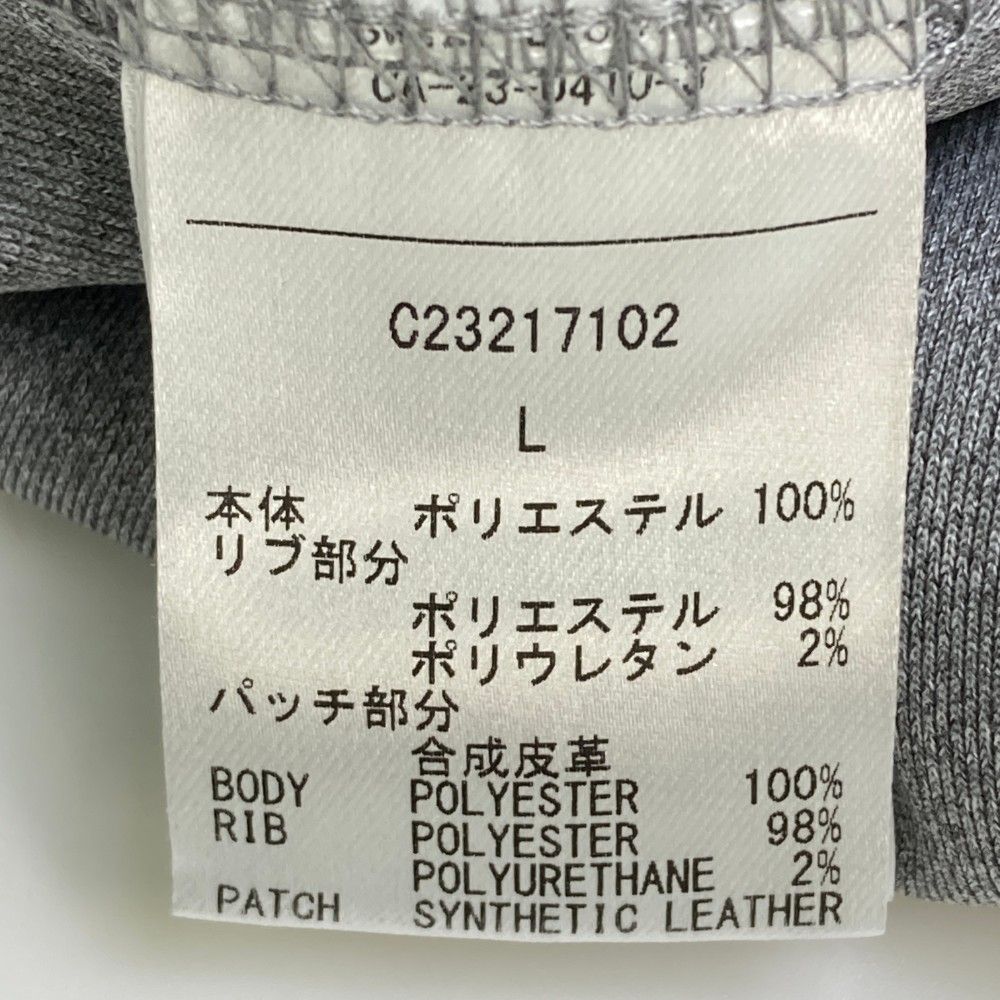 C23217102
L
本体 ポリエステル 100%
リブ部分
ポリエステル 98%
ポリウレタン 2%
パッチ部分
合成皮革
BODY POLYESTER 100%
RIB POLYESTER 98%
POLYURETHANE 2%
PATCH SYNTHETIC LEATHER